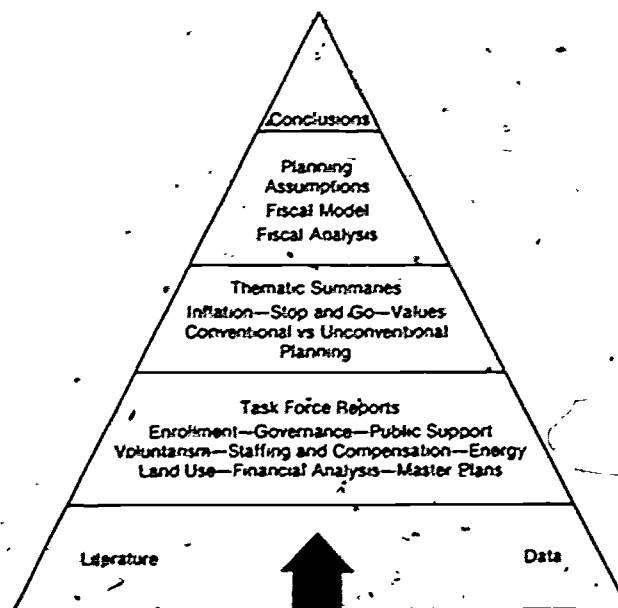 Conclusions
Planning
Assumptions
Fiscal Model
Fiscal Analysis
Thematic Summaries
Inflation—Stop and Go—Values
Conventional vs Unconventional
Planning
Task Force Reports
Enrollment—Governance—Public Support
Voluntarism—Staffing and Compensation—Energy
Land Use—Financial Analysis—Master Plans
Literature Data